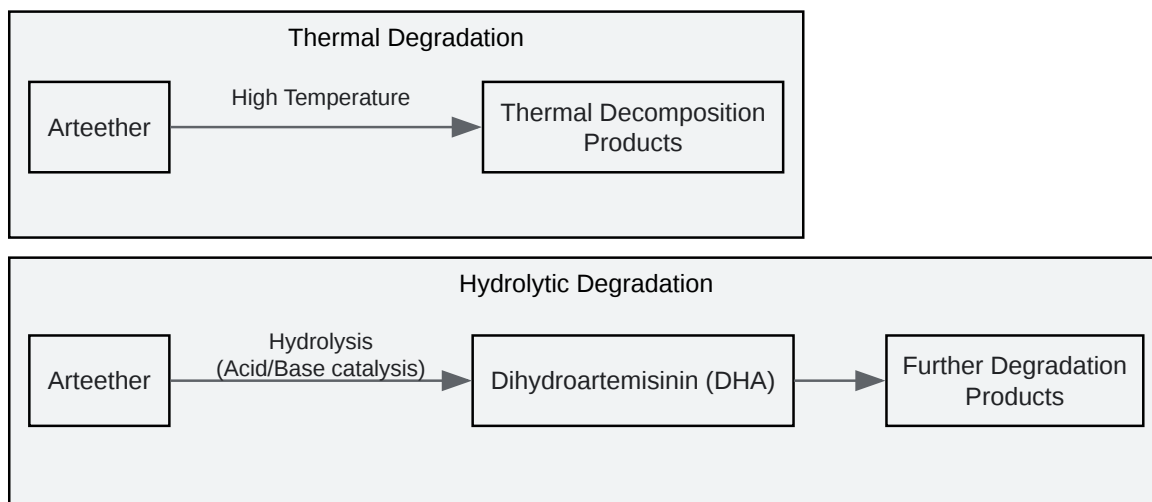 Thermal Degradation
High Temperature
Arteether
Thermal Decomposition
Products
Hydrolytic Degradation
Hydrolysis
(Acid/Base catalysis)
Arteether
Dihydroartemisinin (DHA)
Further Degradation
Products